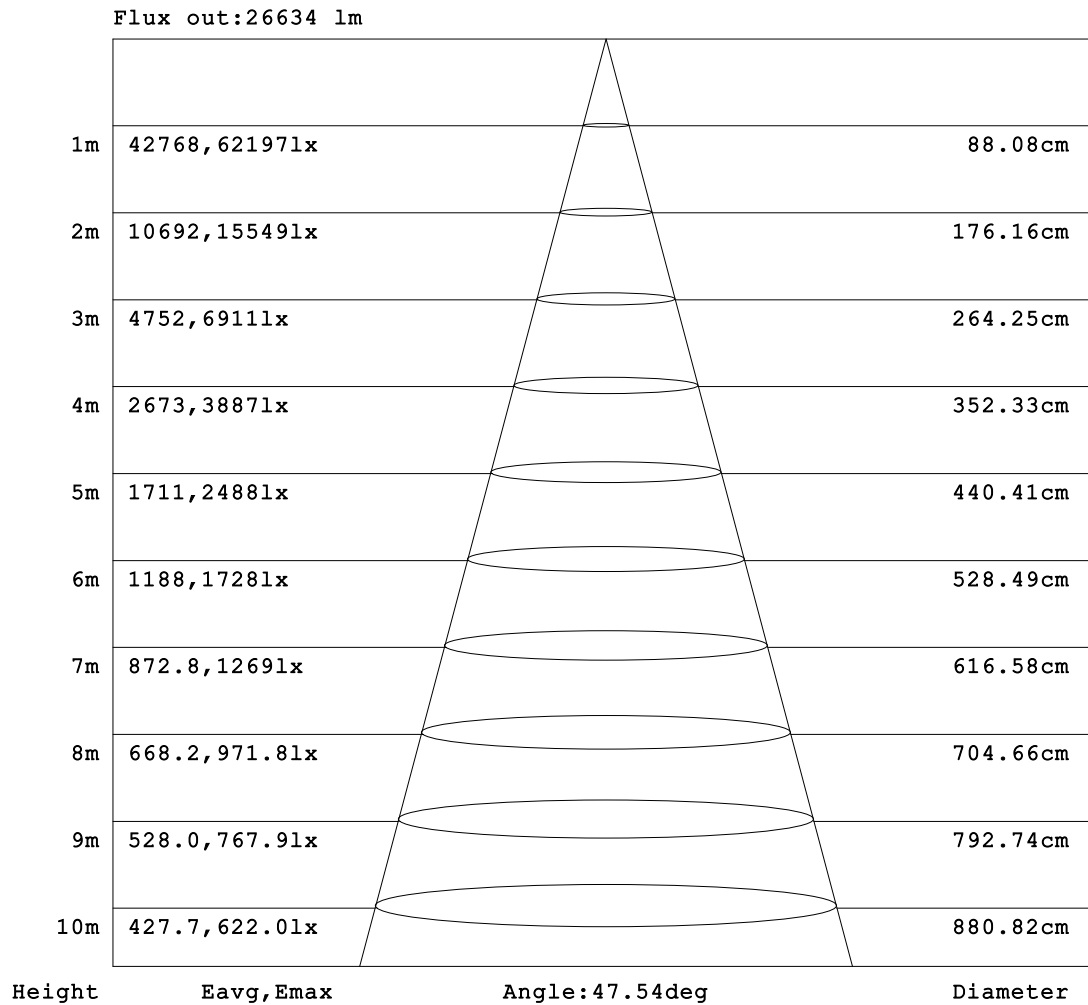 Flux out:26634 lm
1m 42768,62197lx 88.08cm
2m 10692,15549lx 176.16cm
3m 4752,6911lx 264.25cm
4m 2673,3887lx 352.33cm
5m 1711,2488lx 440.41cm
6m 1188,1728lx 528.49cm
7m 872.8,1269lx 616.58cm
8m 668.2,971.8lx 704.66cm
9m 528.0,767.9lx 792.74cm
10m 427.7,622.0lx 880.82cm
Height Eavg,Emax Angle:47.54deg Diameter